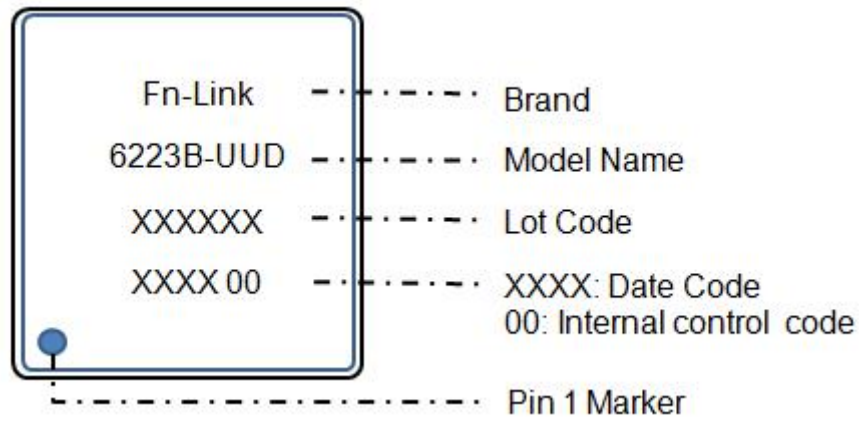 Fn-Link Brand
6223B-UUD Model Name
XXXXXX Lot Code
XXXX 00 XXXX: Date Code
00: Internal control code
Pin 1 Marker